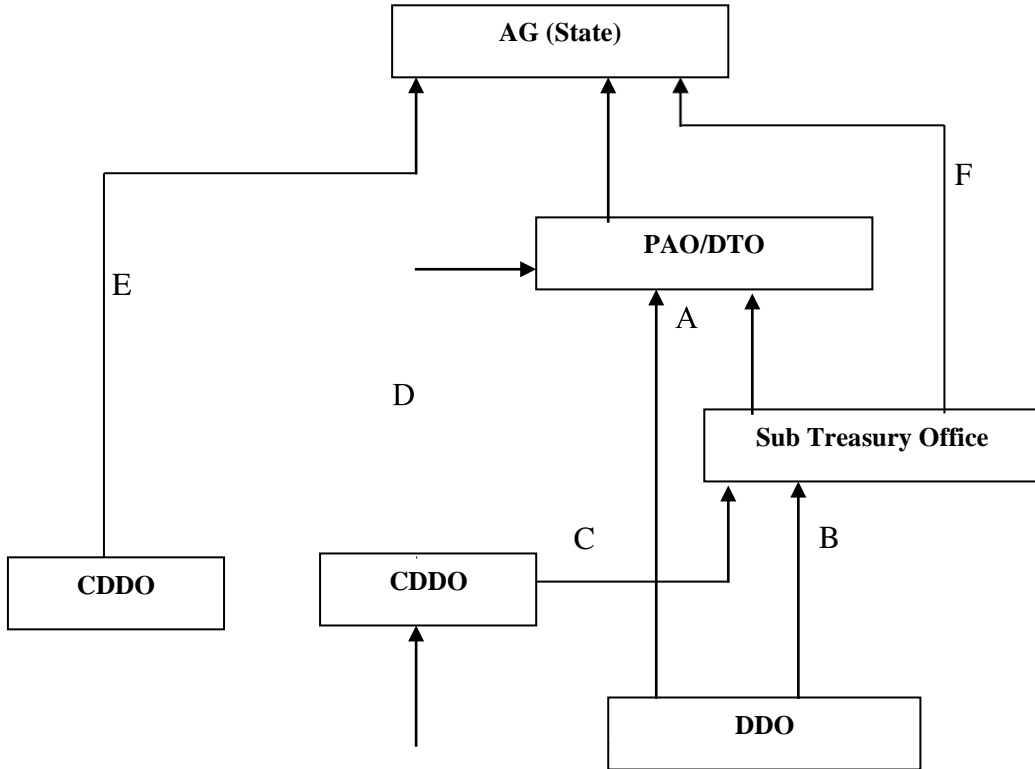 AG (State)
F
PAO/DTO
E
A
D
Sub Treasury Office
C
B
CDDO
CDDO
DDO